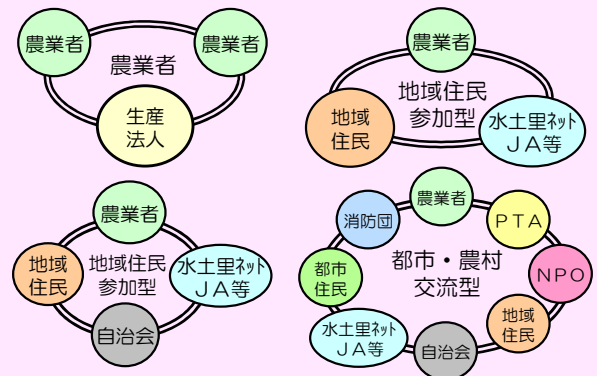 農業者
農業者
農業者
生産
法人
農業者
地域住民
参加型
地域
住民
水土里ネット
ＪＡ等
農業者
地域
住民
地域住民
参加型
水土里ネット
ＪＡ等
自治会
農業者
消防団
ＰＴＡ
都市・農村
交流型
都市
住民
ＮＰＯ
地域
住民
水土里ネット
ＪＡ等
自治会